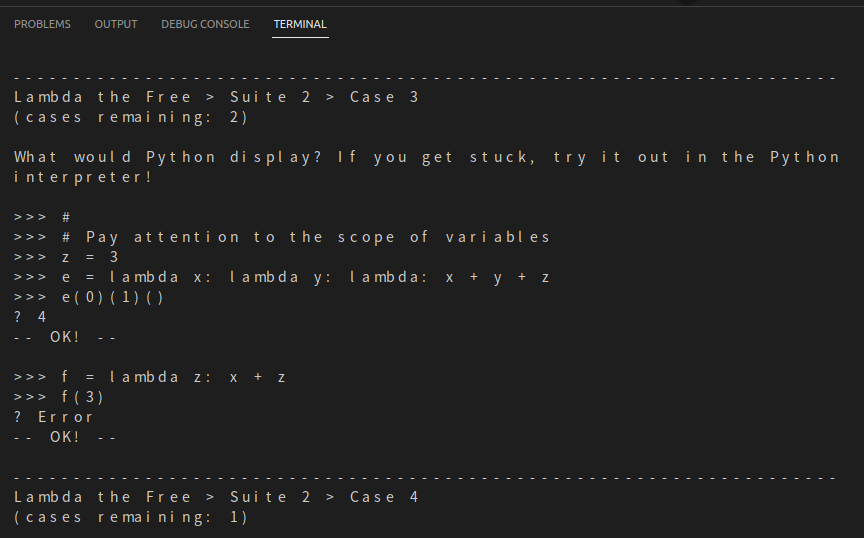 PROBLEMS OUTPUT DEBUG CONSOLE TERMINAL
---------------------------------------------------------------------
Lambda the Free > Suite 2 > Case 3
(cases remaining: 2)
What would Python display? If you get stuck, try it out in the Python
interpreter!
>>> #
>>> # Pay attention to the scope of variables
>>> z = 3
>>> e = lambda x: lambda y: lambda: x + y + z
>>> e(0)(1)()
? 4
-- OK! --
>>> f = lambda z: x + z
>>> f(3)
? Error
-- OK! --
---------------------------------------------------------------------
Lambda the Free > Suite 2 > Case 4
(cases remaining: 1)